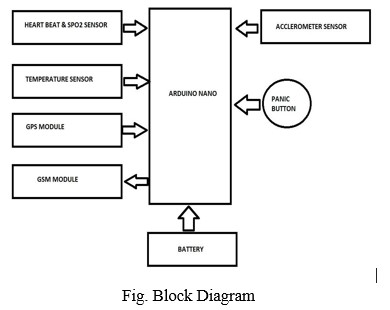 HEART BEAT & SPO2 SENSOR
ACCLEROMETER SENSOR
TEMPERATURE SENSOR
ARDUINO NANO
PANIC
BUTTON
GPS MODULE
GSM MODULE
BATTERY
Fig. Block Diagram